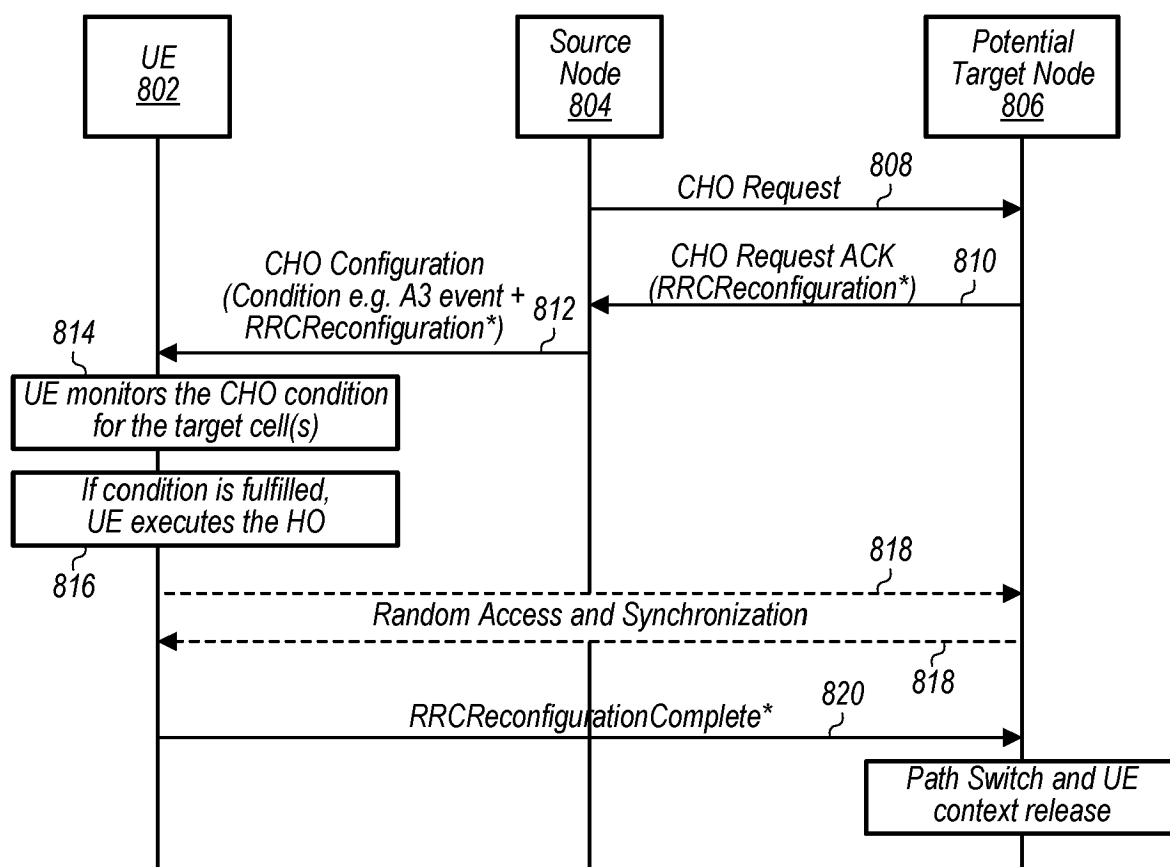 UE
802
Source
Node
804
Potential
Target Node
806
808
CHO Request
CHO Request ACK
(RRCReconfiguration*)
810
CHO Configuration
(Condition e.g. A3 event +
RRCReconfiguration*)
812
814
UE monitors the CHO condition
for the target cell(s)
If condition is fulfilled,
UE executes the HO
816
818
Random Access and Synchronization
818
RRCReconfigurationComplete*
820
Path Switch and UE
context release